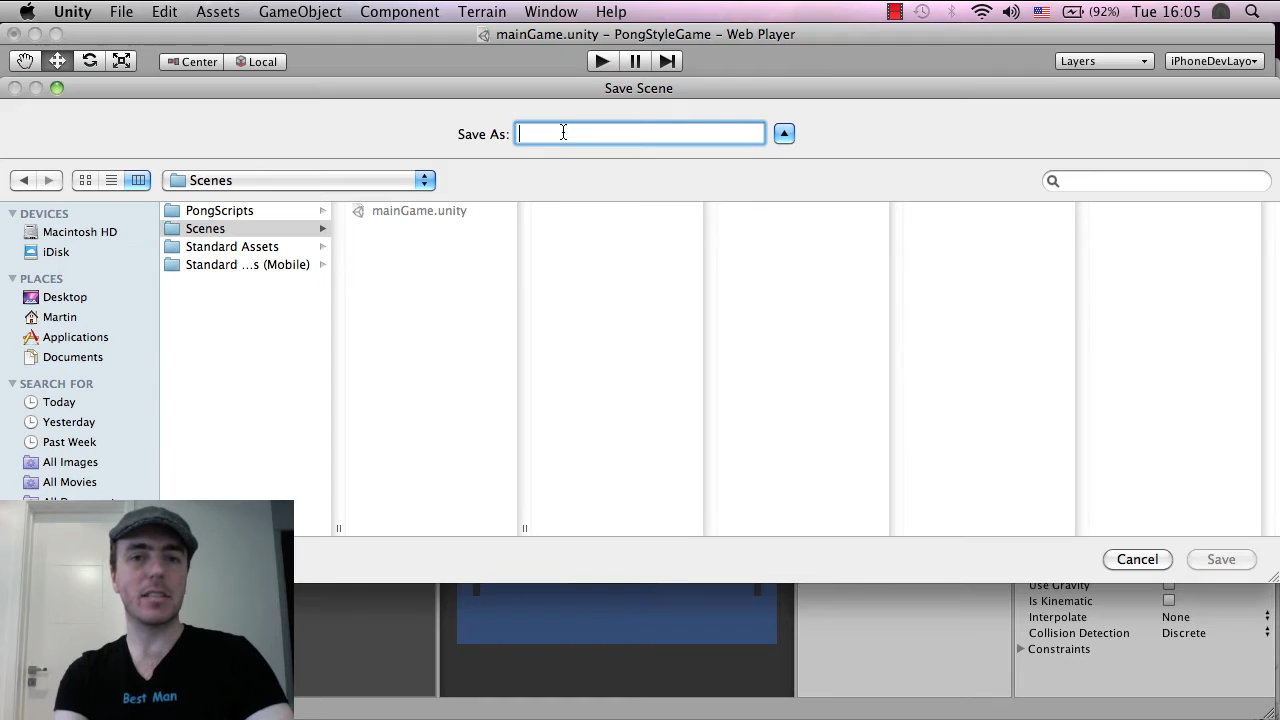 Unity File Edit Assets GameObject Component Terrain Window Help (92%) Tue 16:05
mainGame.unity – PongStyleGame – Web Player
Center Local Layers iPhoneDevLayo
Save Scene
Save As:
Scenes
DEVICES
Macintosh HD
iDisk
PLACES
Desktop
Martin
Applications
Documents
SEARCH FOR
Today
Yesterday
Past Week
All Images
All Movies
PongScripts
Scenes
Standard Assets
Standard ...s (Mobile)
mainGame.unity
Cancel Save
Use Gravity
Is Kinematic
Interpolate None
Collision Detection Discrete
Constraints
Best Man